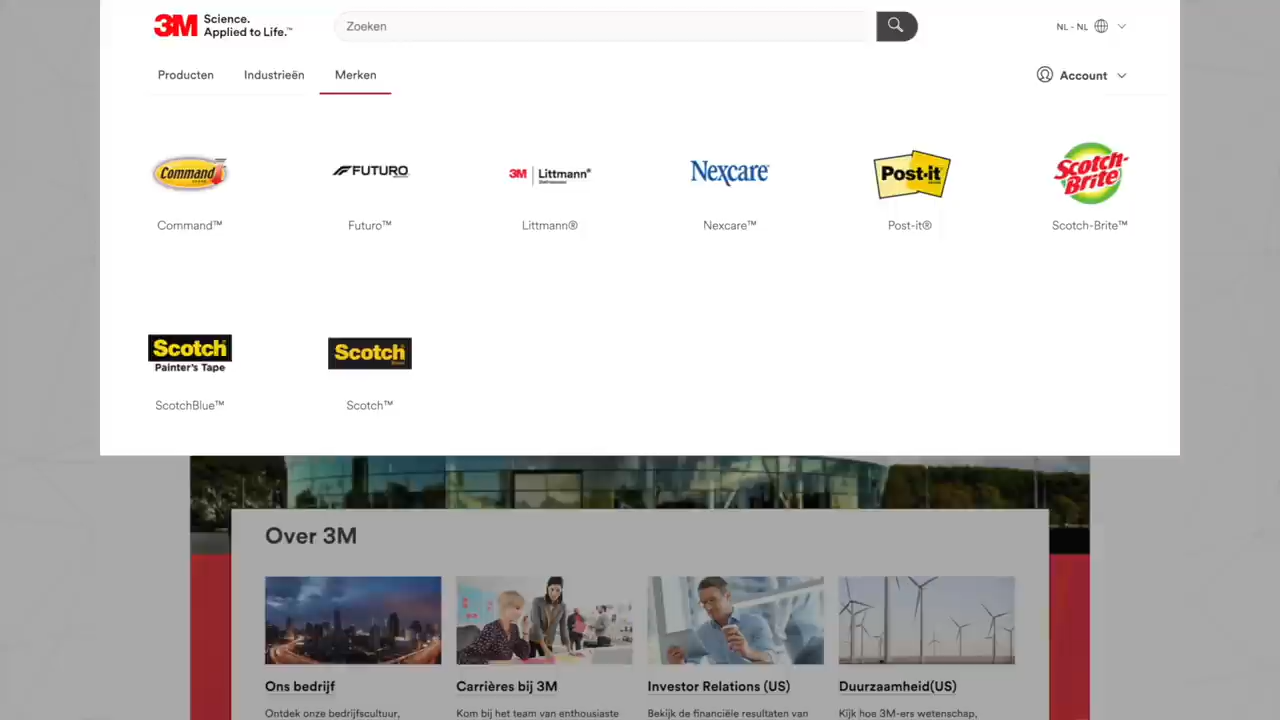 3M Science.
Applied to Life.™
Zoeken
NL - NL
Producten
Industrieën
Merken
Account
Command
FUTURO
3M Littmann®
Nexcare
Post-it
Scotch-Brite
Command™
Futuro™
Littmann®
Nexcare™
Post-it®
Scotch-Brite™
Scotch
Painter's Tape
Scotch
ScotchBlue™
Scotch™
Over 3M
Ons bedrijf
Carrières bij 3M
Investor Relations (US)
Duurzaamheid(US)
Ontdek onze bedrijfscultuur,
Kom bij het team van enthousiaste
Bekijk de financiële resultaten van
Kijk hoe 3M-ers wetenschap,